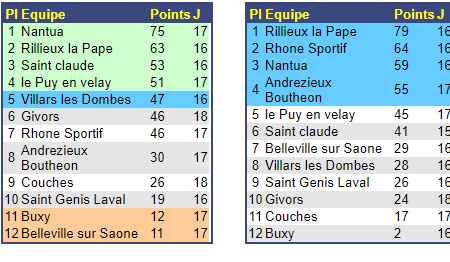 Pl Equipe Points J
1 Nantua 75 17
2 Rillieux la Pape 63 16
3 Saint claude 53 16
4 le Puy en velay 51 17
5 Villars les Dombes 47 16
6 Givors 46 18
7 Rhone Sportif 46 17
8 Andrezieux Boutheon 30 17
9 Couches 26 18
10 Saint Genis Laval 19 16
11 Buxy 12 17
12 Belleville sur Saone 11 17
Pl Equipe Points J
1 Rillieux la Pape 79 16
2 Rhone Sportif 64 16
3 Nantua 59 16
4 Andrezieux Boutheon 55 17
5 le Puy en velay 45 17
6 Saint claude 41 15
7 Belleville sur Saone 29 16
8 Villars les Dombes 28 16
9 Saint Genis Laval 26 16
10 Givors 24 18
11 Couches 17 17
12 Buxy 2 16